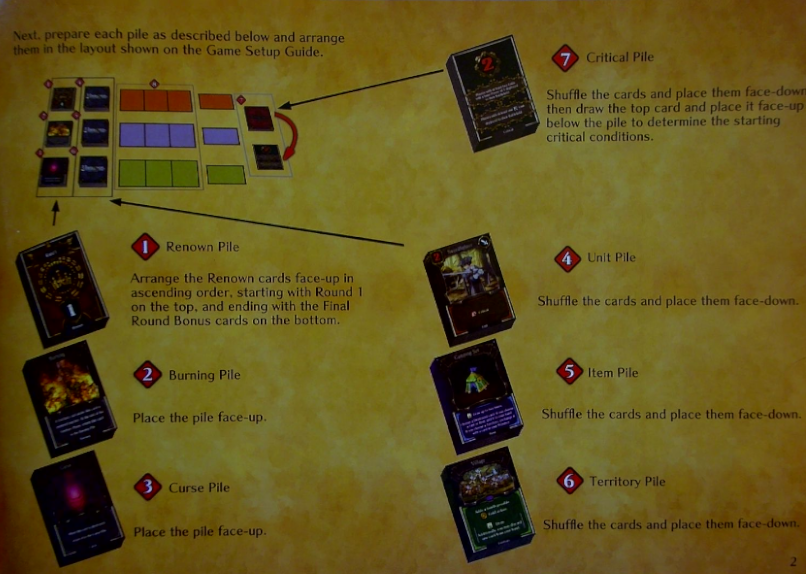 Next, prepare each pile as described below and arrange
them in the layout shown on the Game Setup Guide.
7 Critical Pile
Shuffle the cards and place them face-down
then draw the top card and place it face-up
below the pile to determine the starting
critical conditions.
1 Renown Pile
Arrange the Renown cards face-up in
ascending order, starting with Round 1
on the top, and ending with the Final
Round Bonus cards on the bottom.
2 Burning Pile
Place the pile face-up.
3 Curse Pile
Place the pile face-up.
4 Unit Pile
Shuffle the cards and place them face-down.
5 Item Pile
Shuffle the cards and place them face-down.
6 Territory Pile
Shuffle the cards and place them face-down.
2